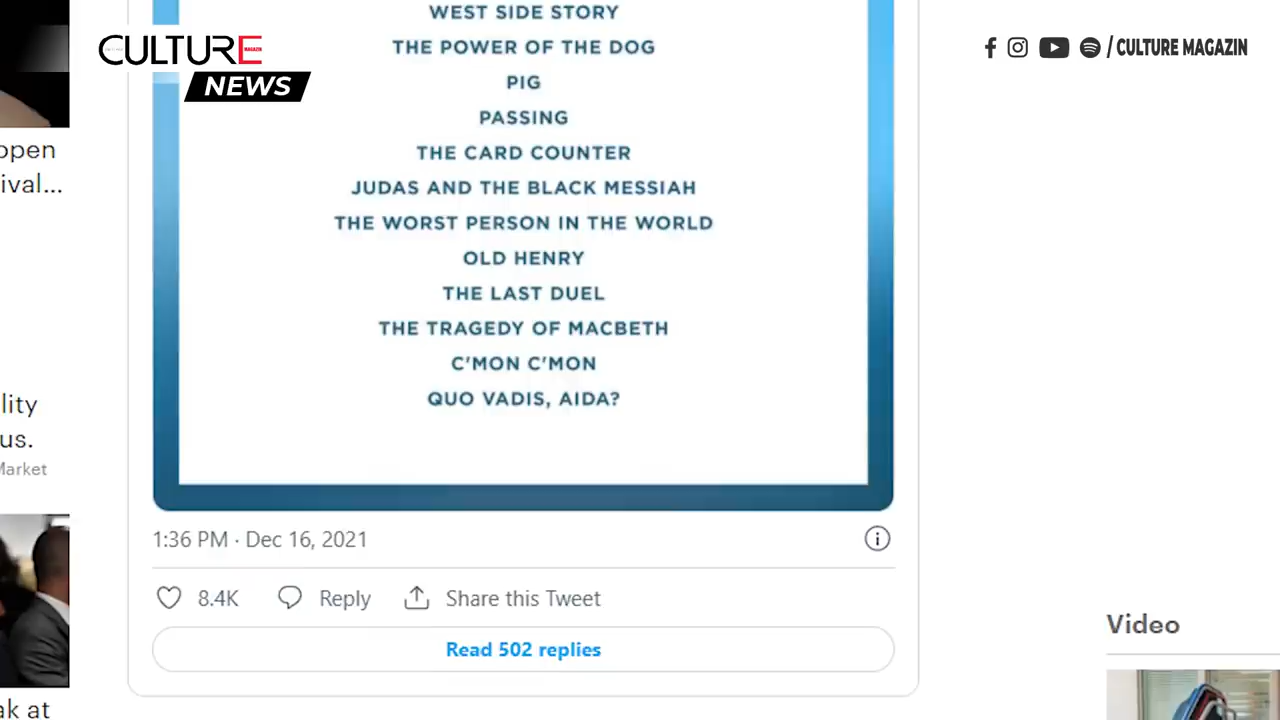 WEST SIDE STORY
CULTURE
MAGAZIN
NEWS
/ CULTURE MAGAZIN
THE POWER OF THE DOG
PIG
PASSING
THE CARD COUNTER
JUDAS AND THE BLACK MESSIAH
THE WORST PERSON IN THE WORLD
OLD HENRY
THE LAST DUEL
THE TRAGEDY OF MACBETH
C'MON C'MON
QUO VADIS, AIDA?
open
ival...
lity
us.
Market
ak at
1:36 PM · Dec 16, 2021
8.4K
Reply
Share this Tweet
Read 502 replies
Video